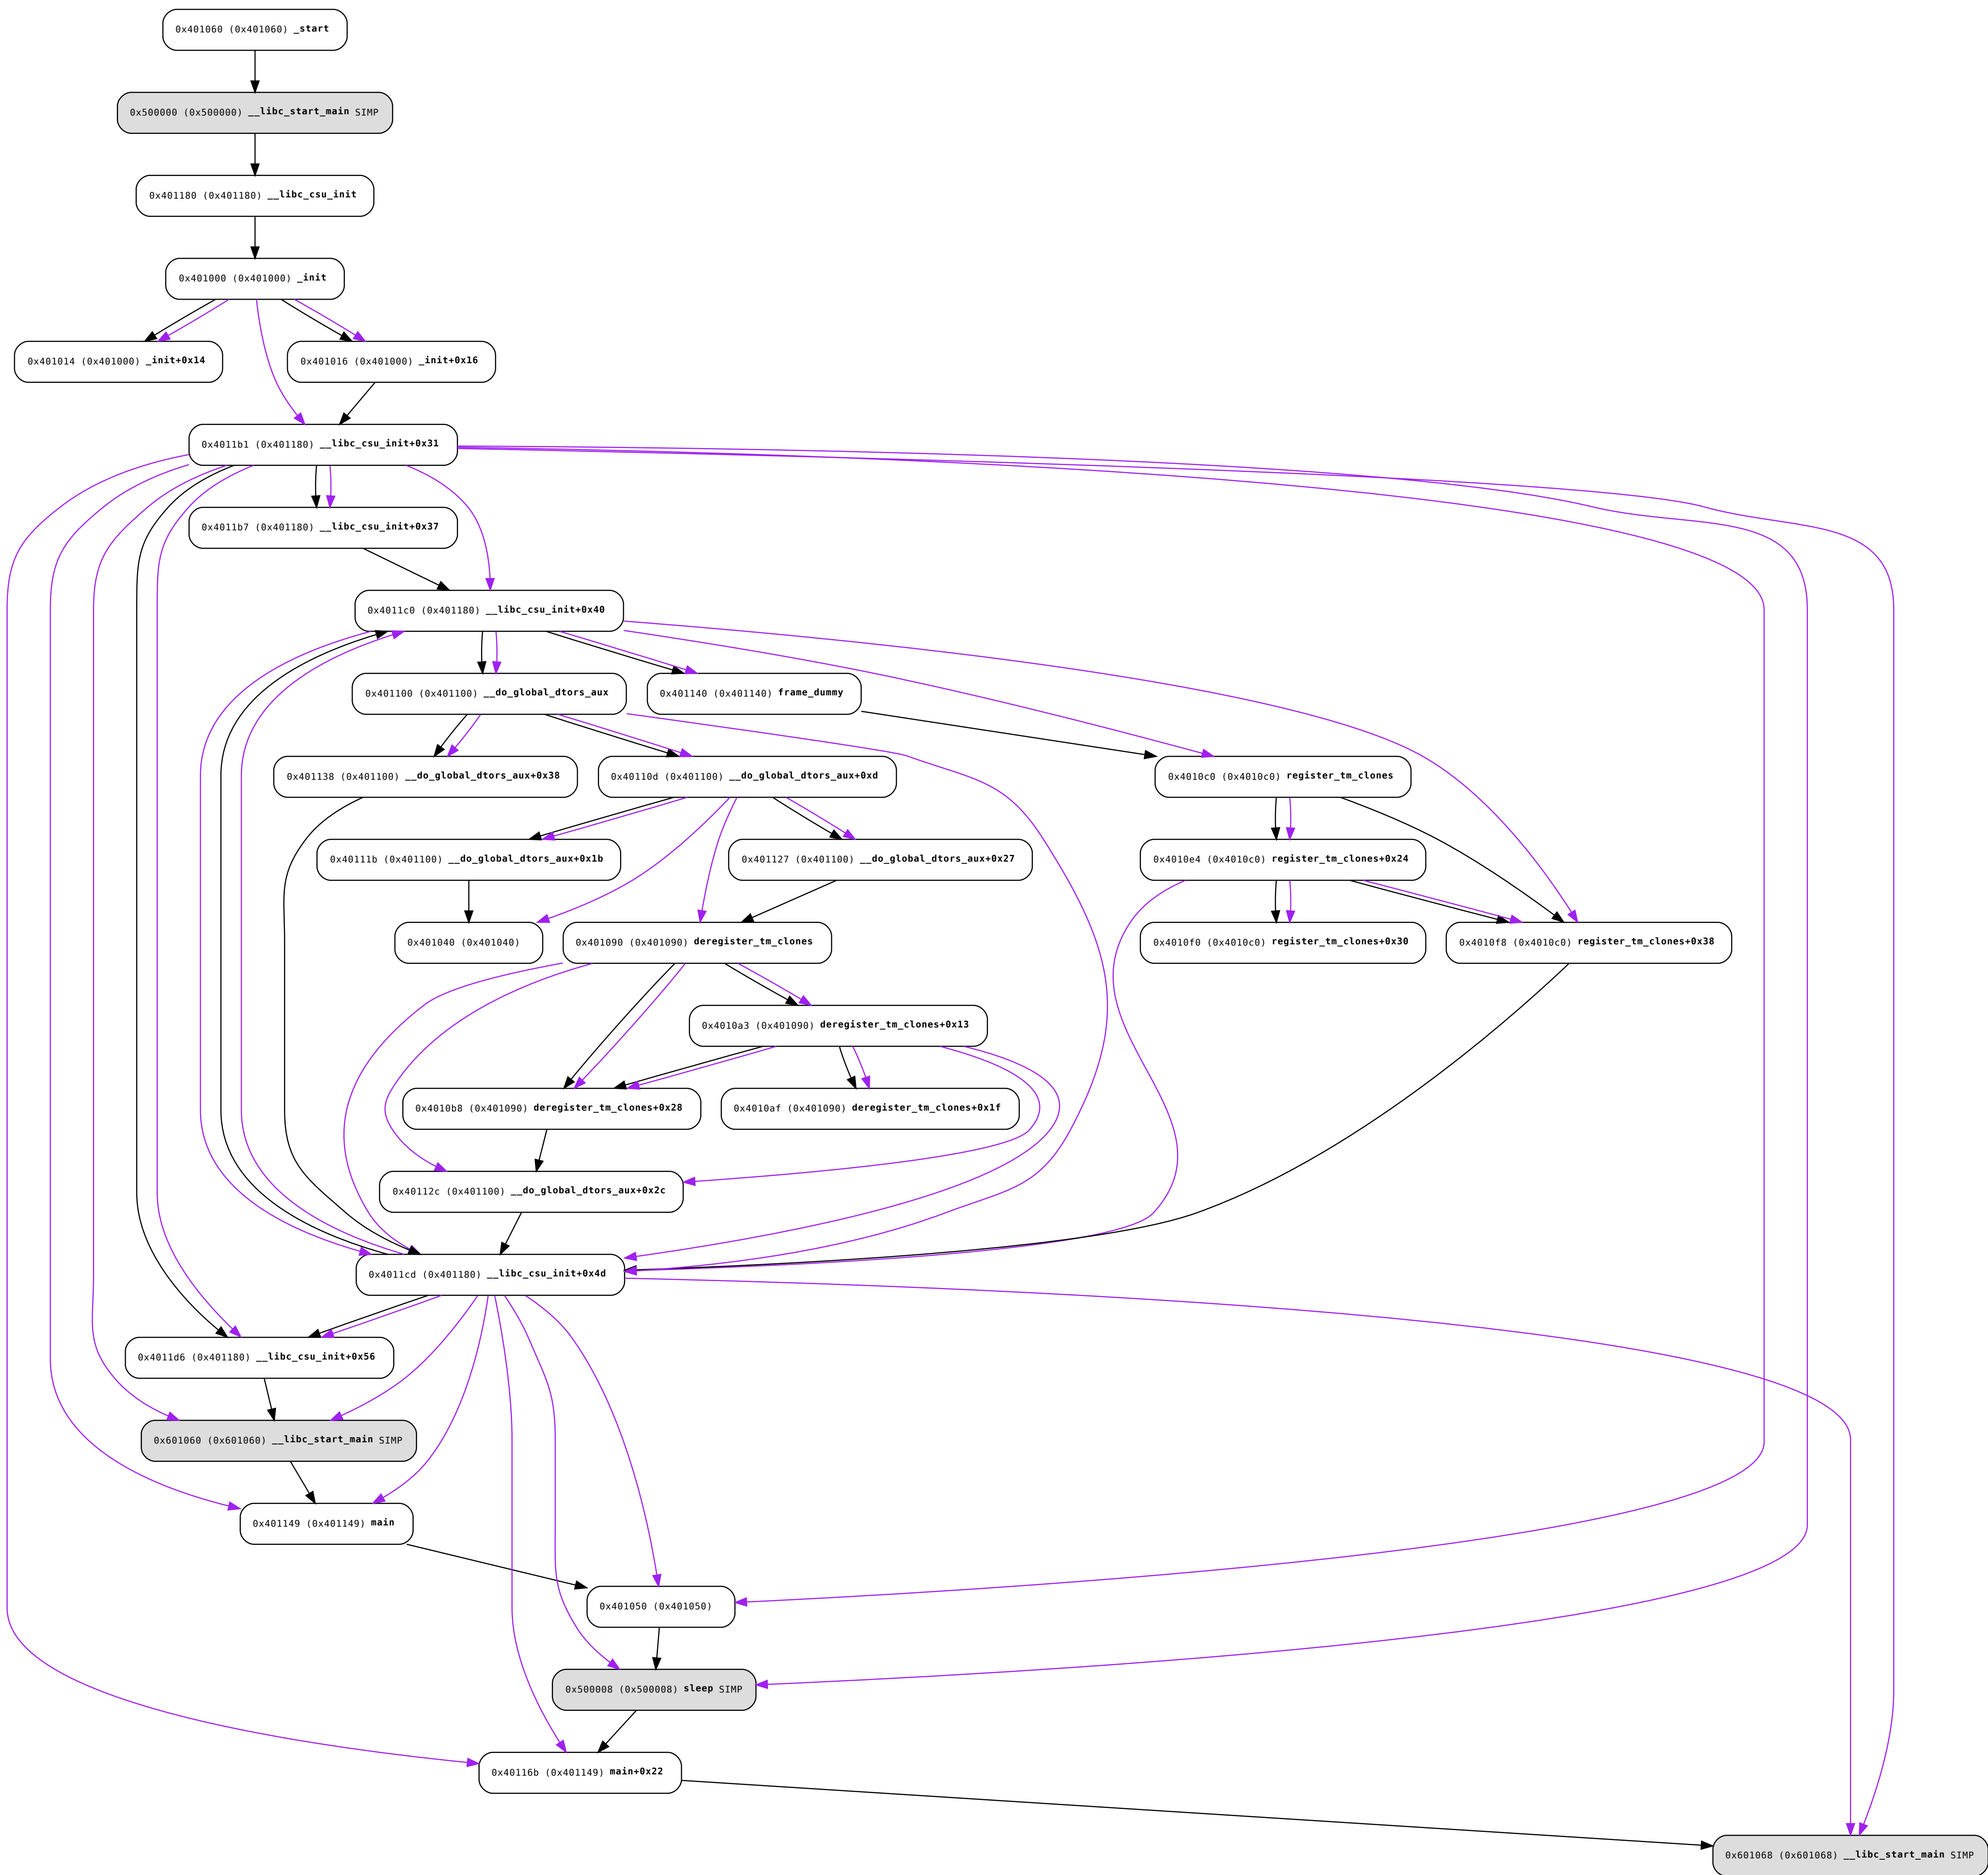 0x401060 (0x401060) _start
0x500000 (0x500000) __libc_start_main SIMP
0x401180 (0x401180) __libc_csu_init
0x401000 (0x401000) _init
0x401014 (0x401000) _init+0x14
0x401016 (0x401000) _init+0x16
0x4011b1 (0x401180) __libc_csu_init+0x31
0x4011b7 (0x401180) __libc_csu_init+0x37
0x4011c0 (0x401180) __libc_csu_init+0x40
0x401100 (0x401100) __do_global_dtors_aux
0x401140 (0x401140) frame_dummy
0x401138 (0x401100) __do_global_dtors_aux+0x38
0x40110d (0x401100) __do_global_dtors_aux+0xd
0x4010c0 (0x4010c0) register_tm_clones
0x40111b (0x401100) __do_global_dtors_aux+0x1b
0x401127 (0x401100) __do_global_dtors_aux+0x27
0x4010e4 (0x4010c0) register_tm_clones+0x24
0x401040 (0x401040)
0x401090 (0x401090) deregister_tm_clones
0x4010f0 (0x4010c0) register_tm_clones+0x30
0x4010f8 (0x4010c0) register_tm_clones+0x38
0x4010a3 (0x401090) deregister_tm_clones+0x13
0x4010b8 (0x401090) deregister_tm_clones+0x28
0x4010af (0x401090) deregister_tm_clones+0x1f
0x40112c (0x401100) __do_global_dtors_aux+0x2c
0x4011cd (0x401180) __libc_csu_init+0x4d
0x4011d6 (0x401180) __libc_csu_init+0x56
0x601060 (0x601060) __libc_start_main SIMP
0x401149 (0x401149) main
0x401050 (0x401050)
0x500008 (0x500008) sleep SIMP
0x40116b (0x401149) main+0x22
0x601068 (0x601068) __libc_start_main SIMP